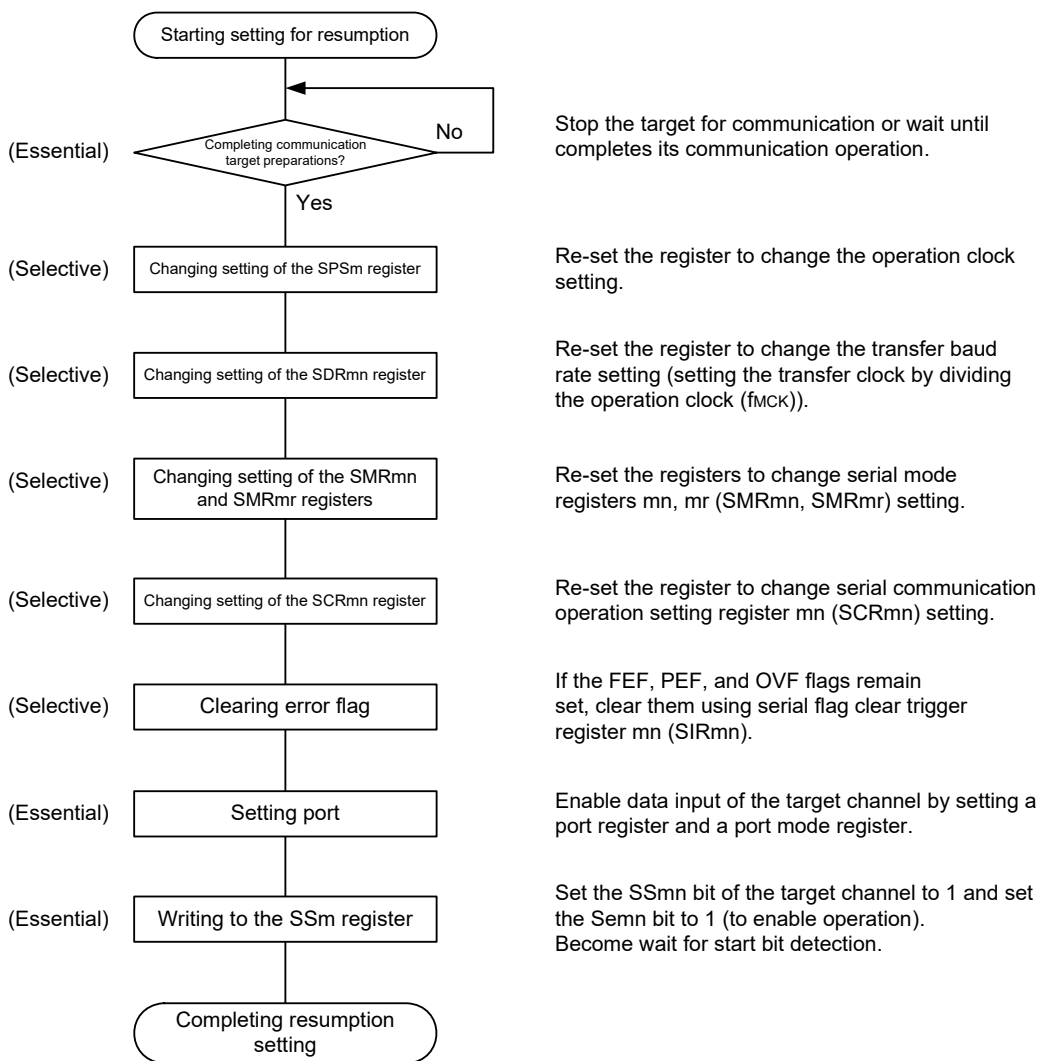 Starting setting for resumption
(Essential)
Completing communication
target preparations?
No
Yes
Stop the target for communication or wait until
completes its communication operation.
(Selective)
Changing setting of the SPSm register
Re-set the register to change the operation clock
setting.
(Selective)
Changing setting of the SDRmn register
Re-set the register to change the transfer baud
rate setting (setting the transfer clock by dividing
the operation clock (fMCK)).
(Selective)
Changing setting of the SMRmn
and SMRmr registers
Re-set the registers to change serial mode
registers mn, mr (SMRmn, SMRmr) setting.
(Selective)
Changing setting of the SCRmn register
Re-set the register to change serial communication
operation setting register mn (SCRmn) setting.
(Selective)
Clearing error flag
If the FEF, PEF, and OVF flags remain
set, clear them using serial flag clear trigger
register mn (SIRmn).
(Essential)
Setting port
Enable data input of the target channel by setting a
port register and a port mode register.
(Essential)
Writing to the SSm register
Set the SSmn bit of the target channel to 1 and set
the Semn bit to 1 (to enable operation).
Become wait for start bit detection.
Completing resumption
setting